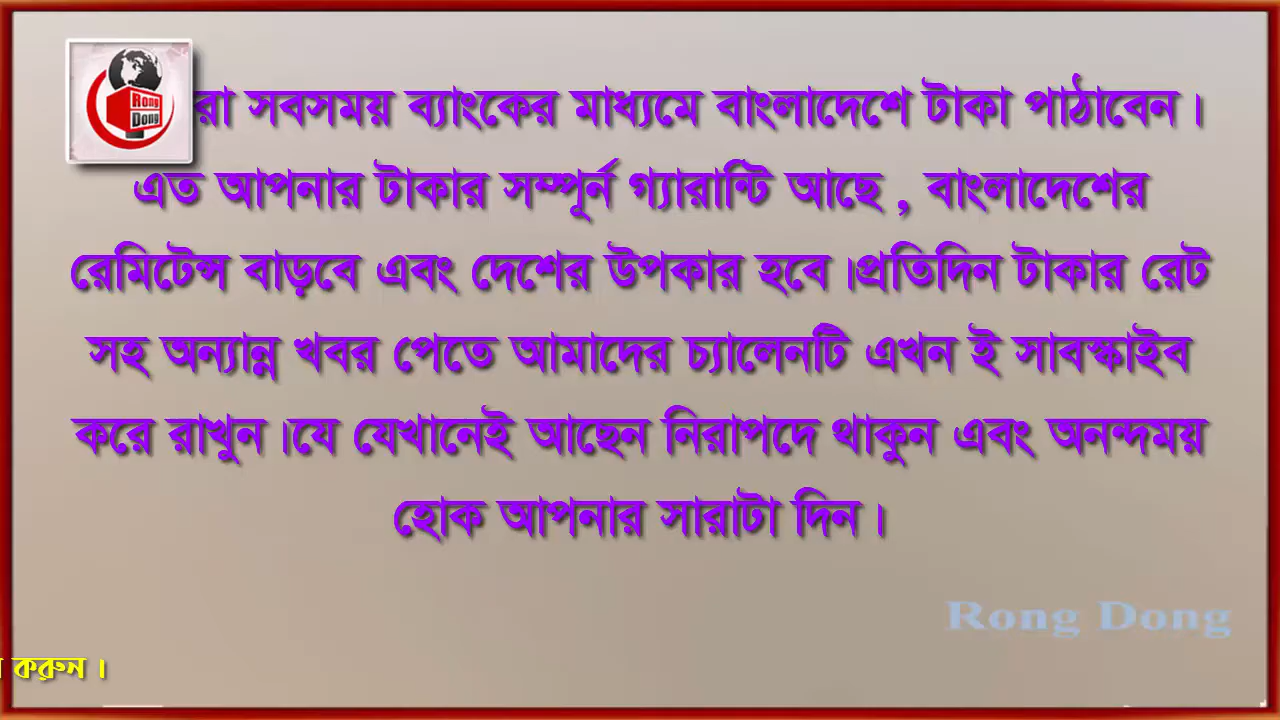 Rong
Dong
সবসময় ব্যাংকের মাধ্যমে বাংলাদেশে টাকা পাঠাবেন।
এত আপনার টাকার সম্পূর্ন গ্যারান্টি আছে , বাংলাদেশের
রেমিটেন্স বাড়বে এবং দেশের উপকার হবে।প্রতিদিন টাকার রেট
সহ অন্যান্ন খবর পেতে আমাদের চ্যালেনটি এখন ই সাবস্কাইব
করে রাখুন।যে যেখানেই আছেন নিরাপদে থাকুন এবং অনন্দময়
হোক আপনার সারাটা দিন।
Rong Dong
করুন।